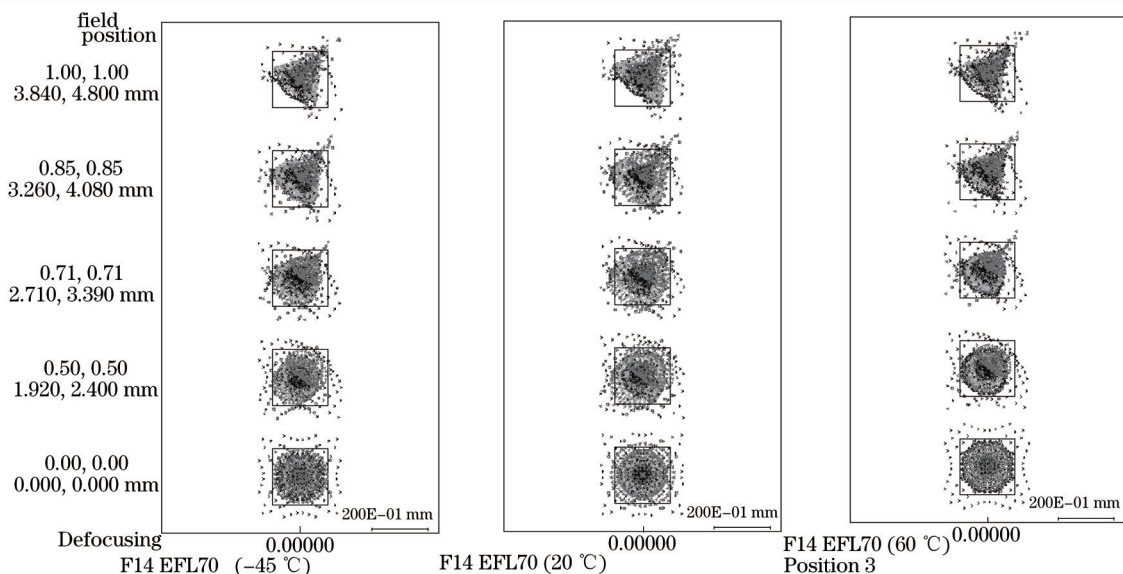 field
position
1.00, 1.00
3.840, 4.800 mm
0.85, 0.85
3.260, 4.080 mm
0.71, 0.71
2.710, 3.390 mm
0.50, 0.50
1.920, 2.400 mm
0.00, 0.00
0.000, 0.000 mm
200E−01 mm
200E−01 mm
200E−01 mm
Defocusing
0.00000
0.00000
0.00000
F14 EFL70 (−45 ℃)
F14 EFL70 (20 ℃)
F14 EFL70 (60 ℃)
Position 3